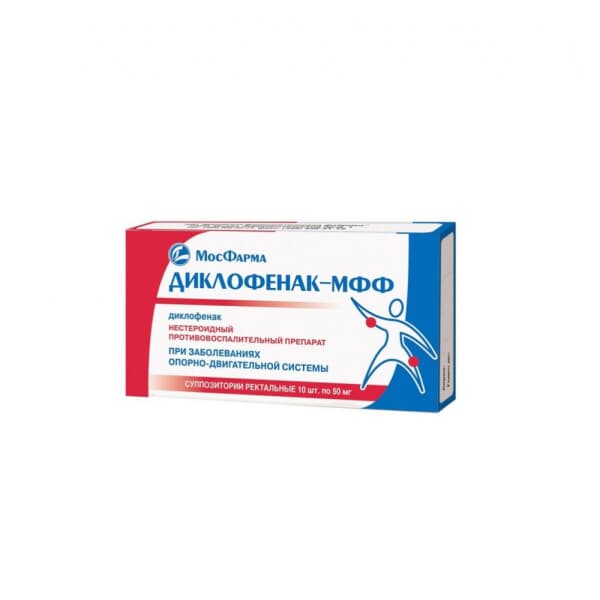 МосФарма
ДИКЛОФЕНАК-МФФ
диклофенак
НЕСТЕРОИДНЫЙ
ПРОТИВОВОСПАЛИТЕЛЬНЫЙ ПРЕПАРАТ
ПРИ ЗАБОЛЕВАНИЯХ
ОПОРНО-ДВИГАТЕЛЬНОЙ СИСТЕМЫ
СУППОЗИТОРИИ РЕКТАЛЬНЫЕ 10 шт. по 50 мг